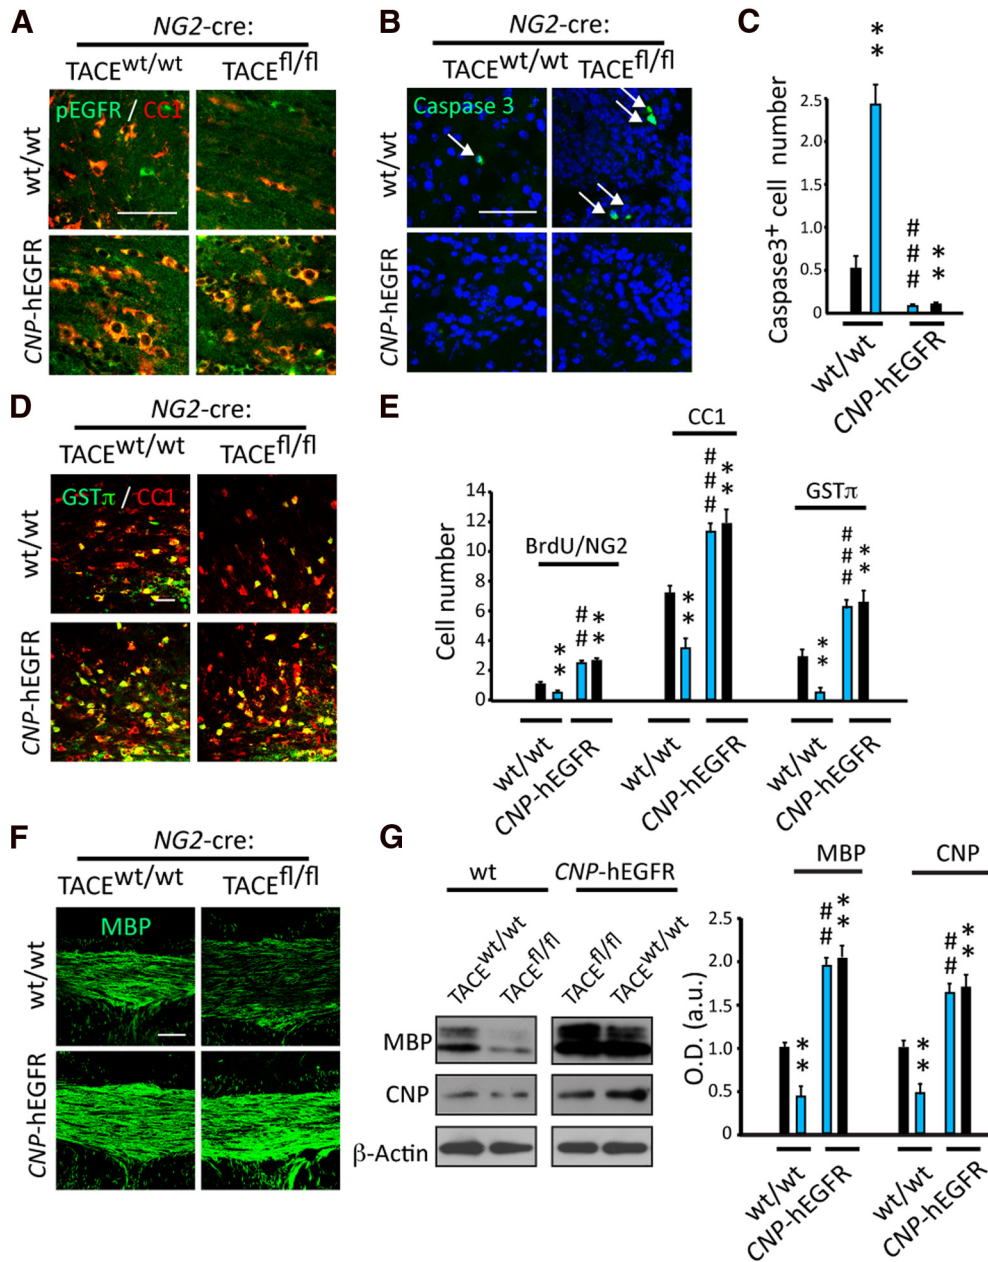 A
NG2-cre:
TACEwt/wt TACEfl/fl
pEGFR / CC1
wt/wt
CNP-hEGFR
B
NG2-cre:
TACEwt/wt TACEfl/fl
Caspase 3
wt/wt
CNP-hEGFR
C
Caspase3+ cell number
2.5
2.0
1.5
1.0
0.5
0
* *
# # #
* *
wt/wt
CNP-hEGFR
D
NG2-cre:
TACEwt/wt TACEfl/fl
GSTπ / CC1
wt/wt
CNP-hEGFR
E
Cell number
14
12
10
8
6
4
2
0
BrdU/NG2
* *
# #
* *
CC1
* *
# # #
* *
GSTπ
* *
# # #
* *
wt/wt
CNP-hEGFR
wt/wt
CNP-hEGFR
wt/wt
CNP-hEGFR
F
NG2-cre:
TACEwt/wt TACEfl/fl
MBP
wt/wt
CNP-hEGFR
G
wt CNP-hEGFR
TACEwt/wt
TACEfl/fl
TACEfl/fl
TACEwt/wt
MBP
CNP
β-Actin
O.D. (a.u.)
2.5
2.0
1.5
1.0
0.5
0
MBP
* *
# #
* *
CNP
* *
# #
* *
wt/wt
CNP-hEGFR
wt/wt
CNP-hEGFR